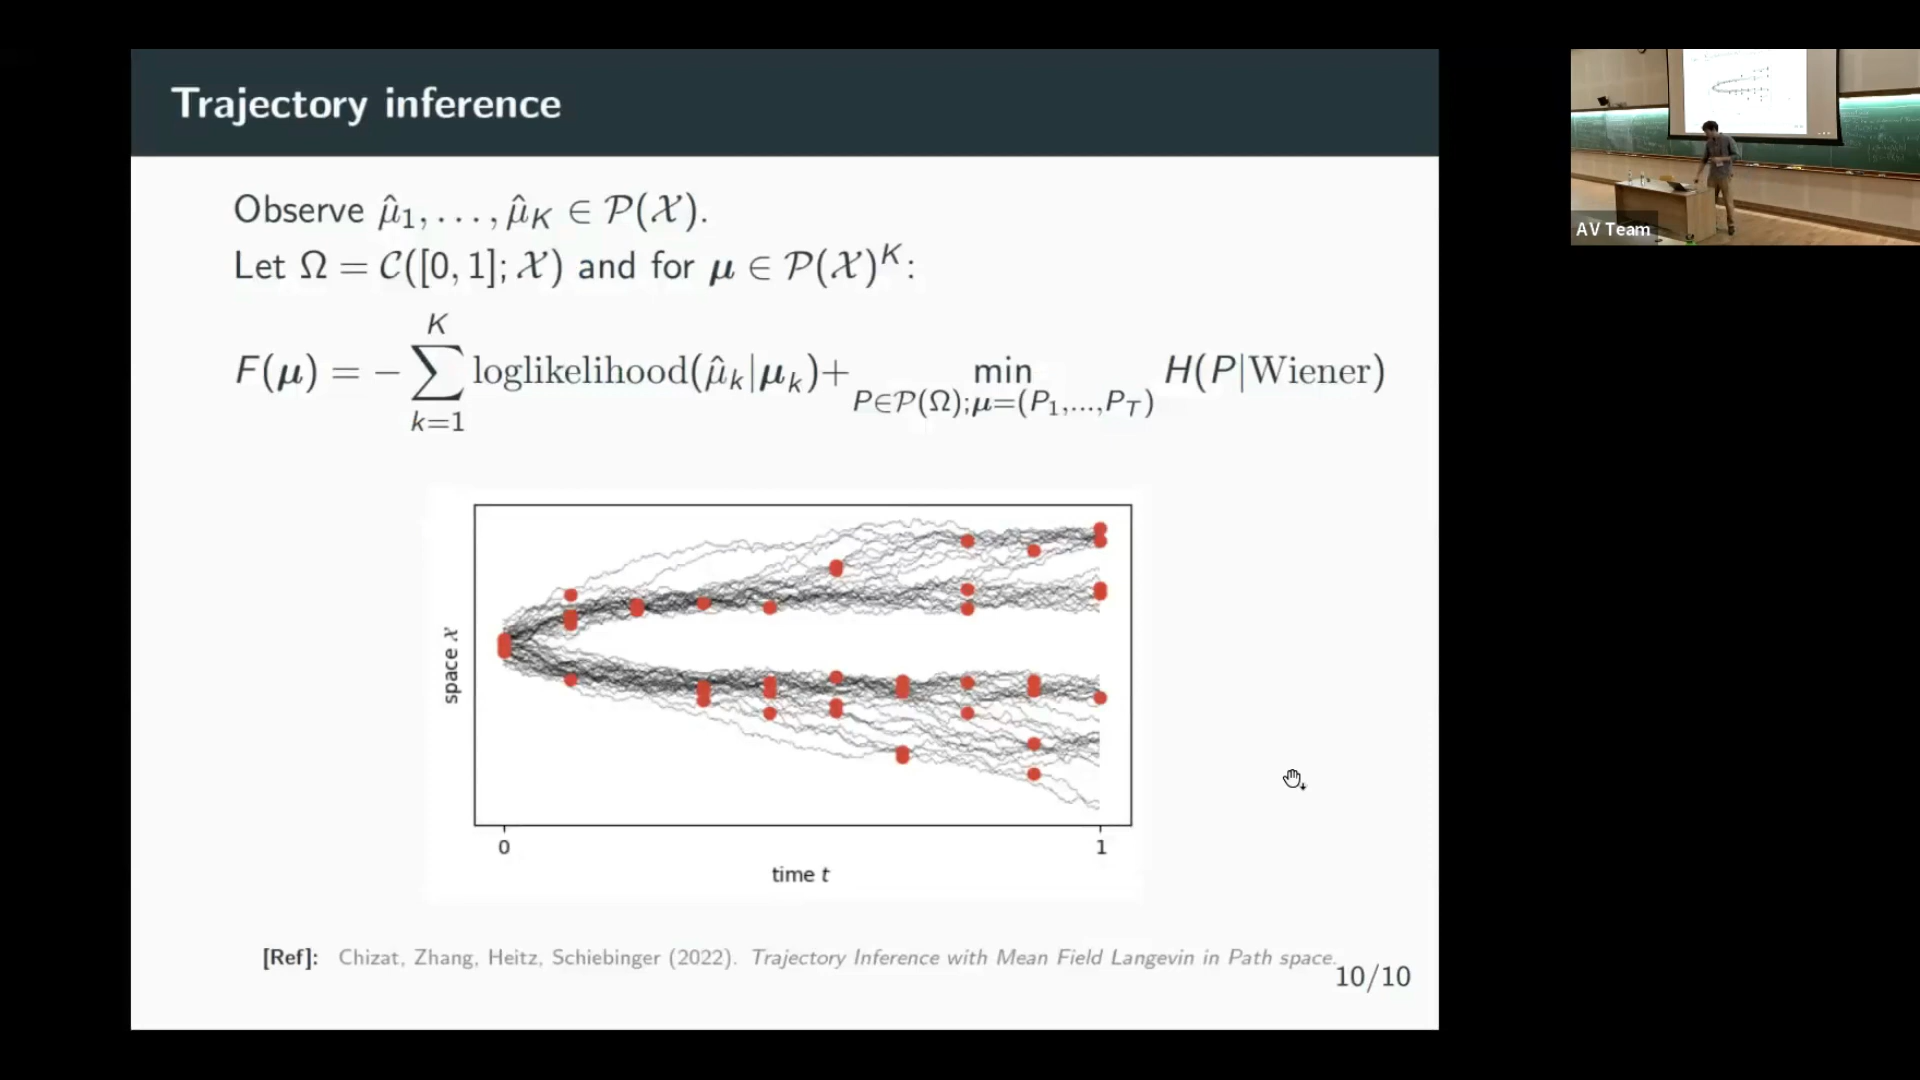 Trajectory inference
AV Team
Observe μ̂₁, . . . , μ̂_K ∈ 𝒫(𝒳).
Let Ω = 𝒞([0, 1]; 𝒳) and for 𝝁 ∈ 𝒫(𝒳)^K:
F(𝝁) = − ∑_{k=1}^{K} loglikelihood(μ̂_k|𝝁_k)+ min_{P∈𝒫(Ω);𝝁=(P₁,...,P_T)} H(P|Wiener)
space 𝒳
0 1
time t
[Ref]: Chizat, Zhang, Heitz, Schiebinger (2022). Trajectory Inference with Mean Field Langevin in Path space.
10/10